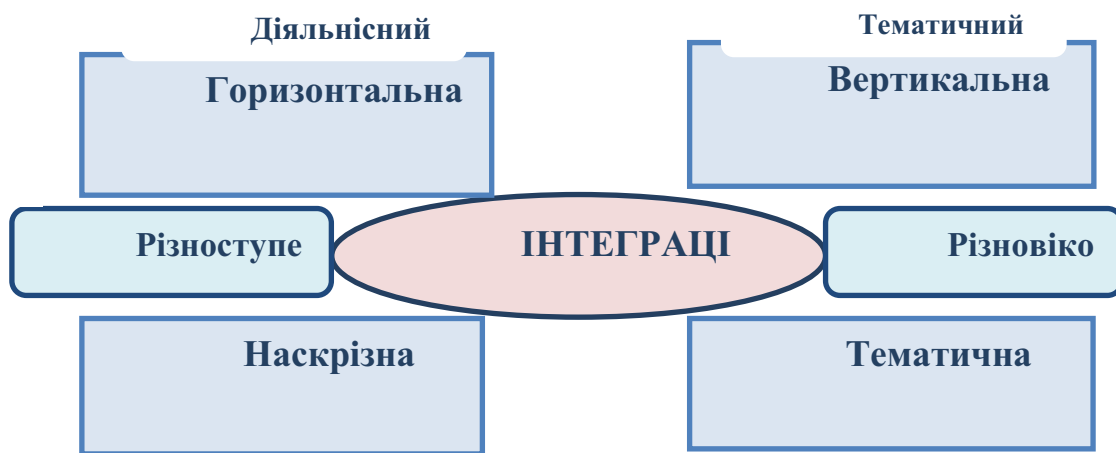 Діяльнісний
Тематичний
Горизонтальна
Вертикальна
Різноступе
ІНТЕГРАЦІ
Різновіко
Наскрізна
Тематична